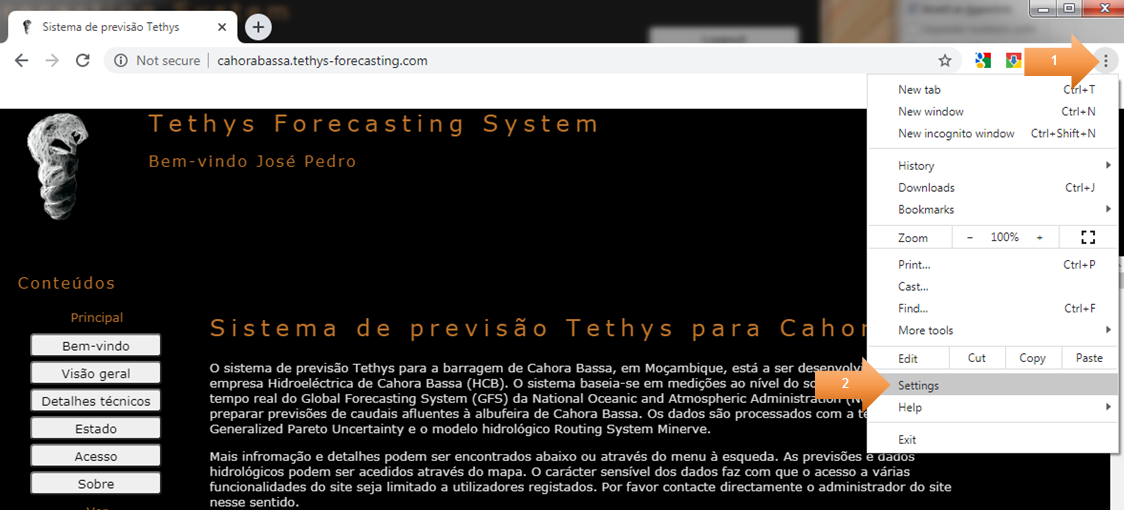 Sistema de previsão Tethys
Not secure
cahorabassa.tethys-forecasting.com
1
New tab Ctrl+T
New window Ctrl+N
New incognito window Ctrl+Shift+N
History
Downloads Ctrl+J
Bookmarks
Zoom − 100% +
Print... Ctrl+P
Cast...
Find... Ctrl+F
More tools
Edit Cut Copy Paste
2
Settings
Help
Exit
Tethys Forecasting System
Bem-vindo José Pedro
Conteúdos
Principal
Bem-vindo
Visão geral
Detalhes técnicos
Estado
Acesso
Sobre
Sistema de previsão Tethys para Cahor
O sistema de previsão Tethys para a barragem de Cahora Bassa, em Moçambique, está a ser desenvolvi
empresa Hidroeléctrica de Cahora Bassa (HCB). O sistema baseia-se em medições ao nível do so
tempo real do Global Forecasting System (GFS) da National Oceanic and Atmospheric Administration (N
preparar previsões de caudais afluentes à albufeira de Cahora Bassa. Os dados são processados com a te
Generalized Pareto Uncertainty e o modelo hidrológico Routing System Minerve.
Mais infromação e detalhes podem ser encontrados abaixo ou através do menu à esqueda. As previsões e dados
hidrológicos podem ser acedidos através do mapa. O carácter sensível dos dados faz com que o acesso a várias
funcionalidades do site seja limitado a utilizadores registados. Por favor contacte directamente o administrador do site
nesse sentido.